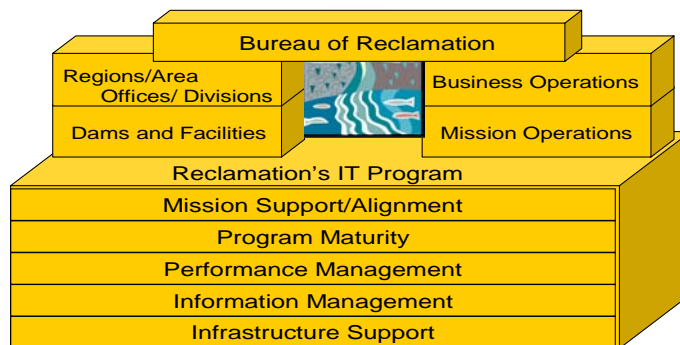 Bureau of Reclamation
Regions/Area
Offices/ Divisions
Business Operations
Dams and Facilities
Mission Operations
Reclamation's IT Program
Mission Support/Alignment
Program Maturity
Performance Management
Information Management
Infrastructure Support